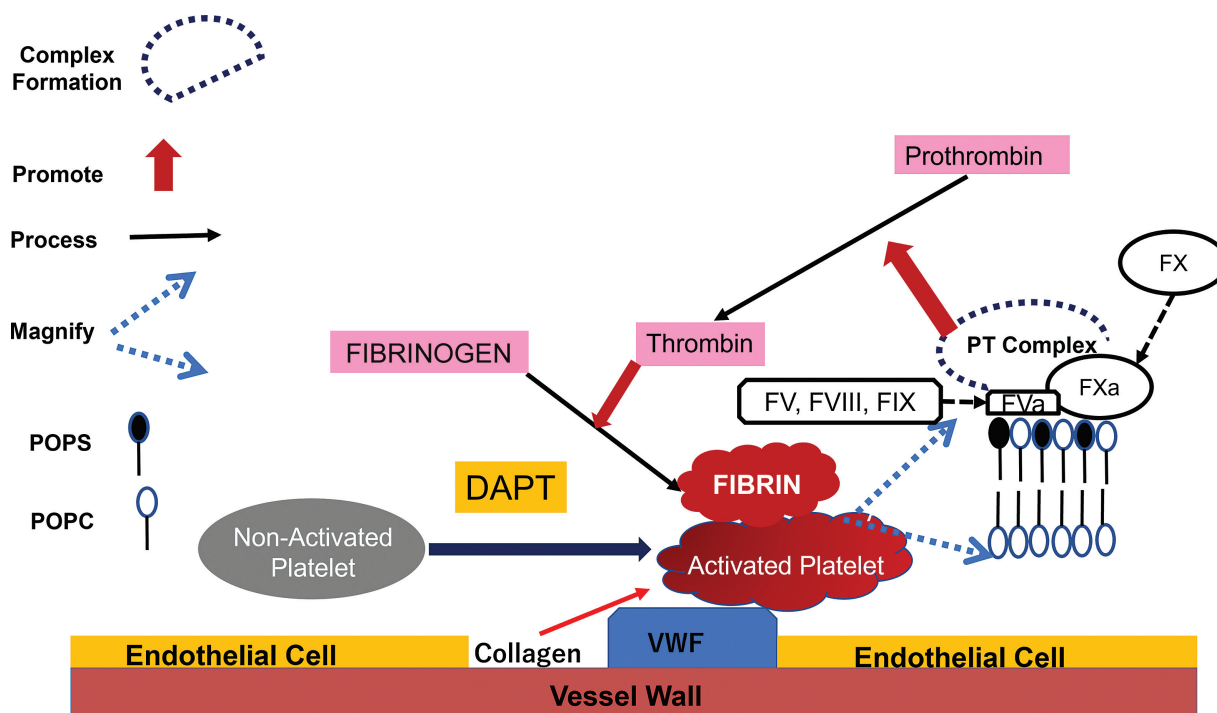 Complex
Formation
Promote
Process
Magnify
POPS
POPC
Prothrombin
FX
Thrombin
FIBRINOGEN
PT Complex
FXa
FV, FVIII, FIX
FVa
FIBRIN
DAPT
Non-Activated
Platelet
Activated Platelet
Collagen
VWF
Endothelial Cell
Endothelial Cell
Vessel Wall